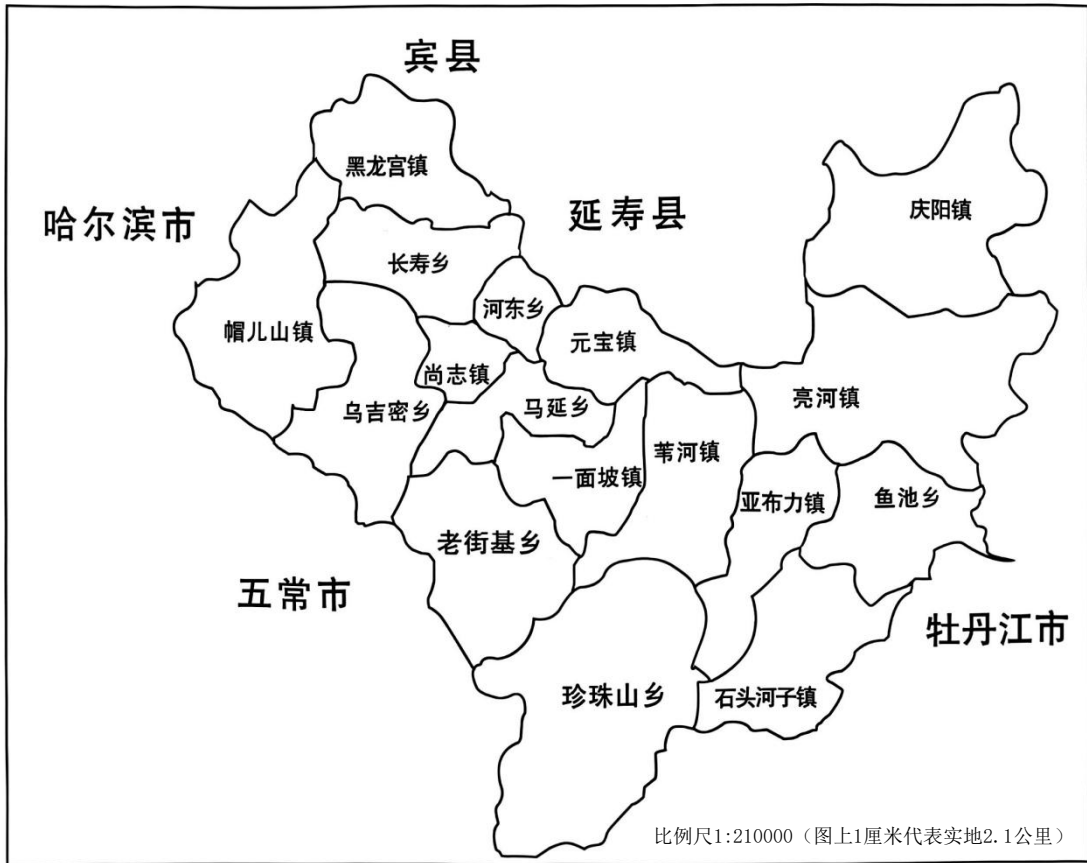 宾县
黑龙宫镇
哈尔滨市
延寿县
庆阳镇
长寿乡
河东乡
帽儿山镇
元宝镇
尚志镇
亮河镇
乌吉密乡
马延乡
苇河镇
一面坡镇
亚布力镇
鱼池乡
老街基乡
五常市
牡丹江市
珍珠山乡
石头河子镇
比例尺1:210000（图上1厘米代表实地2.1公里）